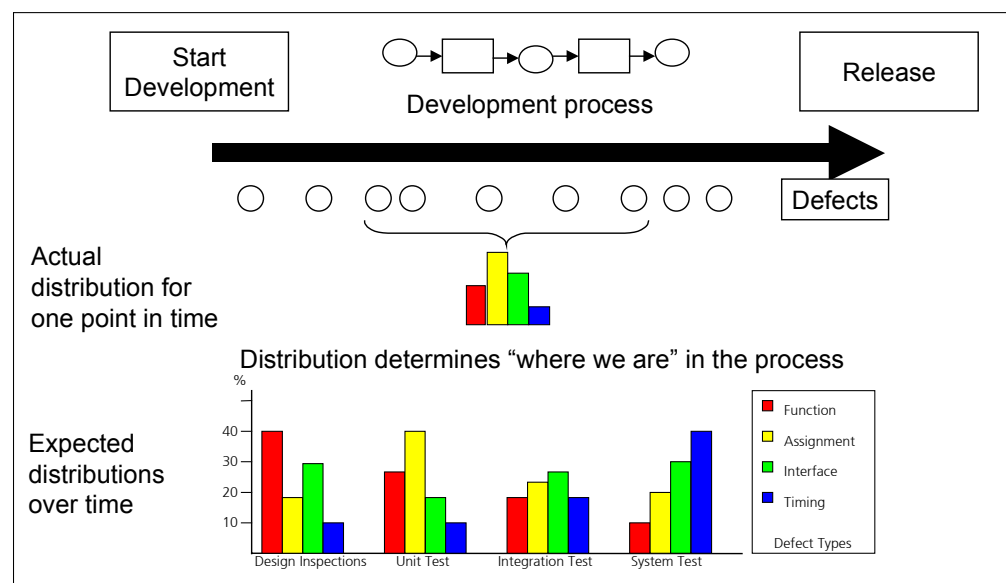 Start
Development
Development process
Release
Defects
Actual
distribution for
one point in time
Distribution determines “where we are” in the process
Expected
distributions
over time
%
40
30
20
10
Design Inspections
Unit Test
Integration Test
System Test
Function
Assignment
Interface
Timing
Defect Types